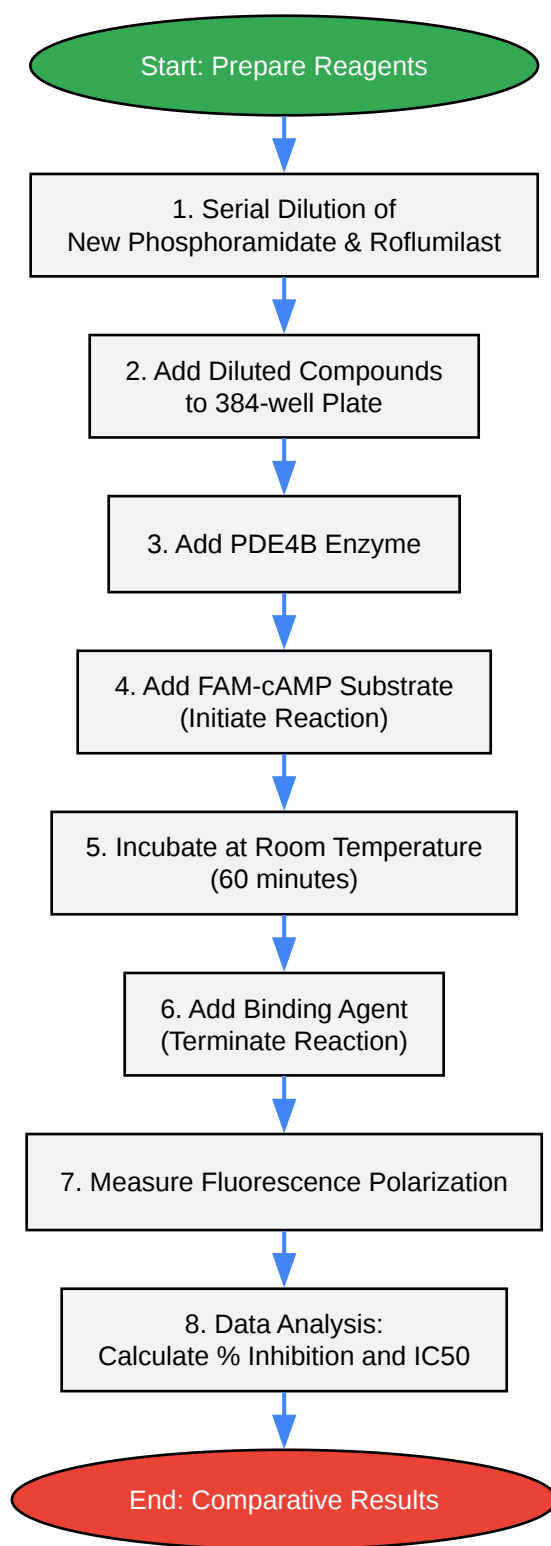 Start: Prepare Reagents
1. Serial Dilution of
New Phosphoramidate & Roflumilast
2. Add Diluted Compounds
to 384-well Plate
3. Add PDE4B Enzyme
4. Add FAM-cAMP Substrate
(Initiate Reaction)
5. Incubate at Room Temperature
(60 minutes)
6. Add Binding Agent
(Terminate Reaction)
7. Measure Fluorescence Polarization
8. Data Analysis:
Calculate % Inhibition and IC50
End: Comparative Results